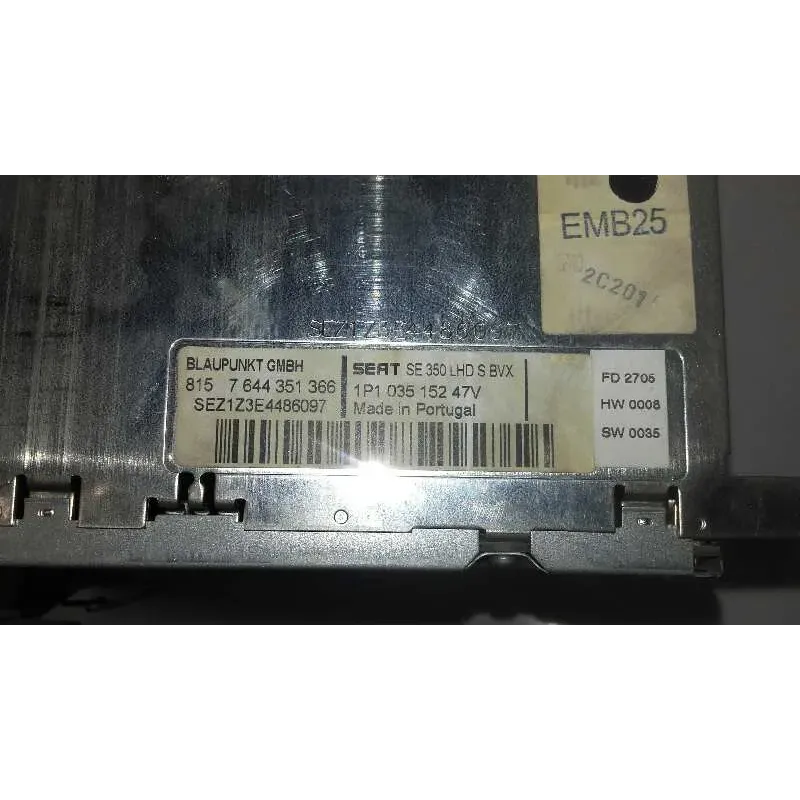 EMB25
2C201
SEZ1Z3E4486097
BLAUPUNKT GMBH
815 7 644 351 366
SEZ1Z3E4486097
SEAT SE 350 LHD S BVX
1P1 035 152 47V
Made in Portugal
FD 2705
HW 0008
SW 0035